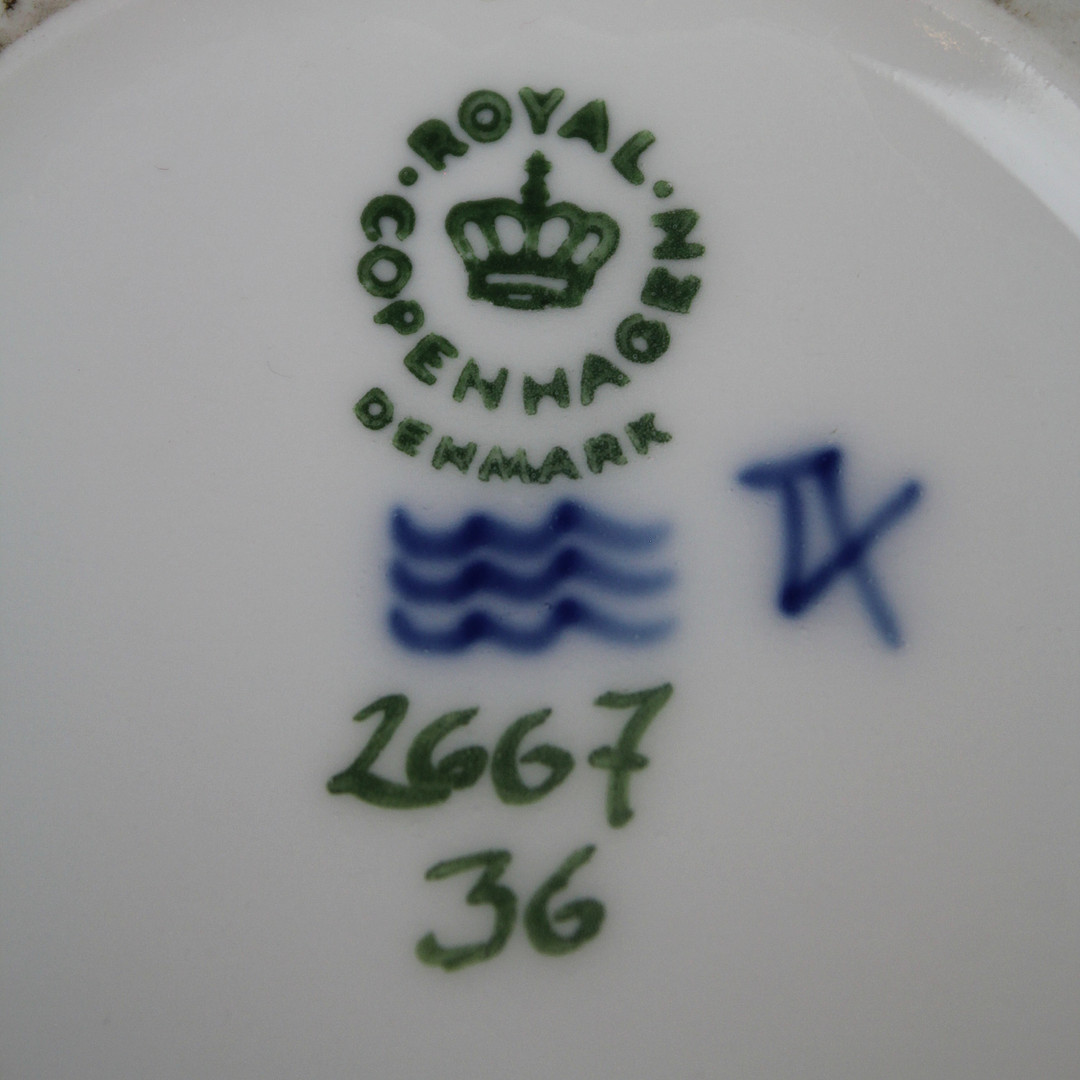 ROYAL · COPENHAGEN ·
DENMARK
2667
36